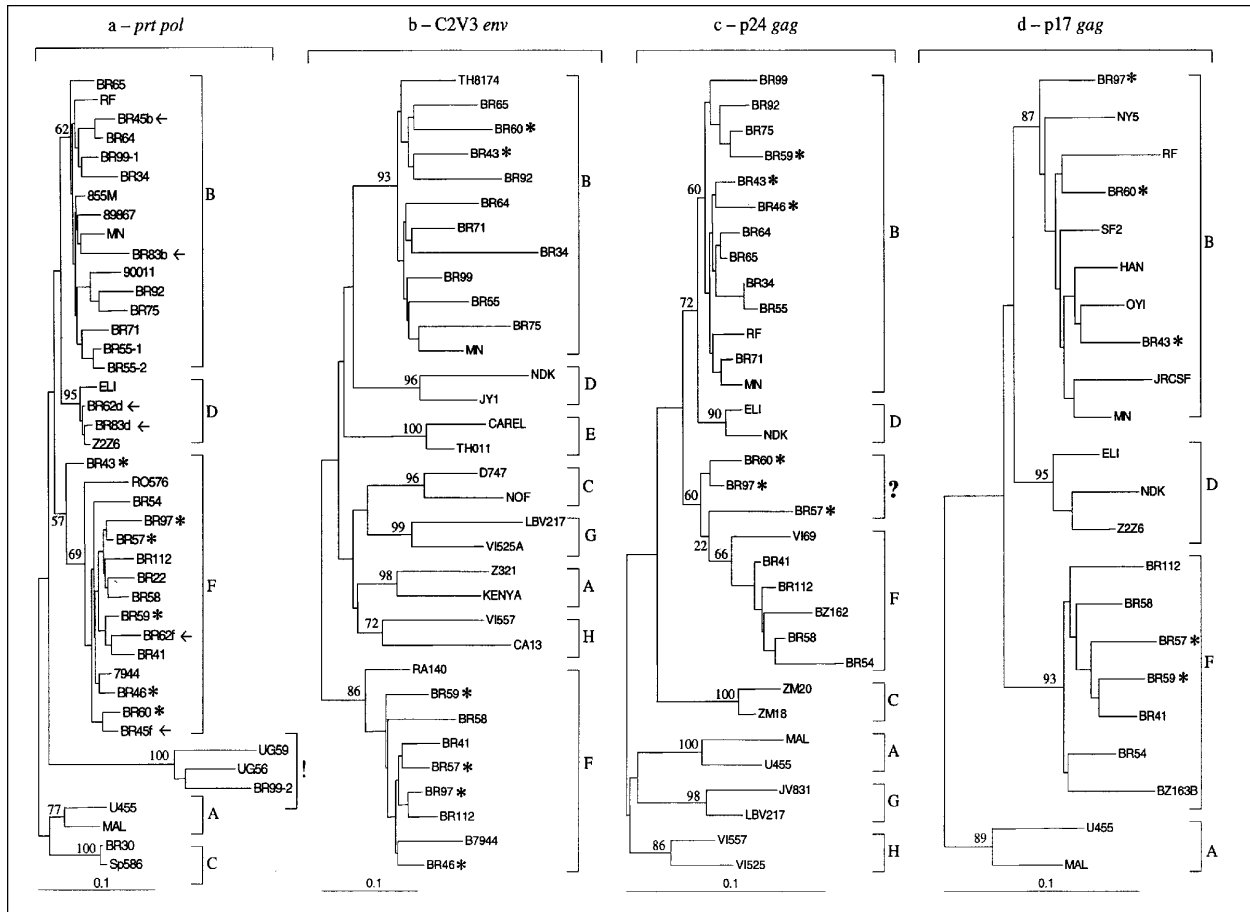 a – prt pol
BR65
RF
BR45b ←
BR64
BR99-1
BR34
855M
89867
MN
BR83b ←
90011
BR92
BR75
BR71
BR55-1
BR55-2
62
B
ELI
BR62d ←
BR83d ←
Z2Z6
95
D
BR43 *
RO576
BR54
BR97 *
BR57 *
BR112
BR22
BR58
BR59 *
BR62f ←
BR41
7944
BR46 *
BR60 *
BR45f ←
57
69
F
UG59
UG56
BR99-2
100
!
U455
MAL
77
A
BR30
Sp586
100
C
0.1
b – C2V3 env
TH8174
BR65
BR60 *
BR43 *
BR92
BR64
BR71
BR34
BR99
BR55
BR75
MN
93
B
NDK
JY1
96
D
CAREL
TH011
100
E
D747
NOF
96
C
LBV217
VI525A
99
G
Z321
KENYA
98
A
VI557
CA13
72
H
RA140
BR59 *
BR58
BR41
BR57 *
BR97 *
BR112
B7944
BR46 *
86
F
0.1
c – p24 gag
BR99
BR92
BR75
BR59 *
BR43 *
BR46 *
BR64
BR65
BR34
BR55
RF
BR71
MN
60
72
B
ELI
NDK
90
D
BR60 *
BR97 *
BR57 *
60
?
22
VI69
BR41
BR112
BZ162
BR58
BR54
66
F
ZM20
ZM18
100
C
MAL
U455
100
A
JV831
LBV217
98
G
VI557
VI525
86
H
0.1
d – p17 gag
BR97 *
NY5
RF
BR60 *
SF2
HAN
OYI
BR43 *
JRCSF
MN
87
B
ELI
NDK
Z2Z6
95
D
BR112
BR58
BR57 *
BR59 *
BR41
BR54
BZ163B
93
F
U455
MAL
89
A
0.1